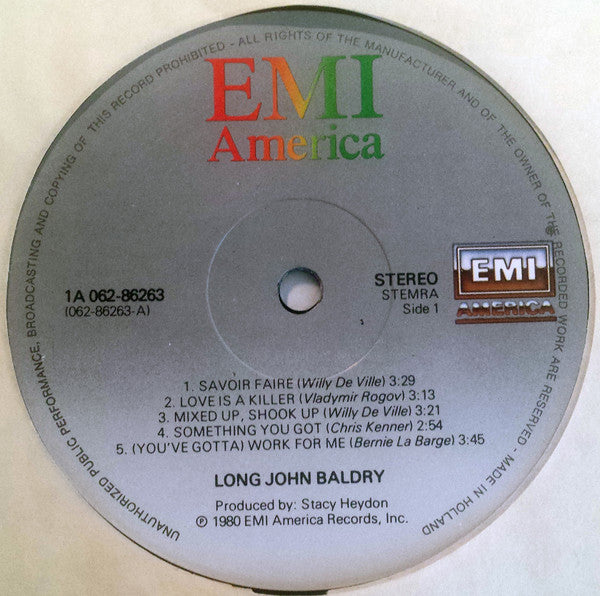 UNAUTHORIZED PUBLIC PERFORMANCE, BROADCASTING AND COPYING OF THIS RECORD PROHIBITED - ALL RIGHTS OF THE MANUFACTURER AND OF THE OWNER OF THE RECORDED WORK ARE RESERVED - MADE IN HOLLAND
EMI
America
1A 062-86263
(062-86263-A)
STEREO
STEMRA
Side 1
EMI
AMERICA
1. SAVOIR FAIRE (Willy De Ville) 3:29
2. LOVE IS A KILLER (Vladymir Rogov) 3:13
3. MIXED UP, SHOOK UP (Willy De Ville) 3:21
4. SOMETHING YOU GOT (Chris Kenner) 2:54
5. (YOU'VE GOTTA) WORK FOR ME (Bernie La Barge) 3:45
LONG JOHN BALDRY
Produced by: Stacy Heydon
℗ 1980 EMI America Records, Inc.